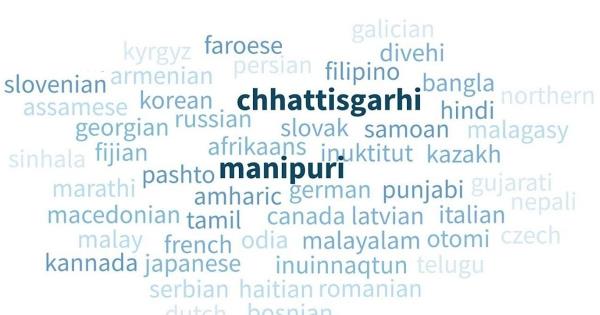 galician
kyrgyz faroese divehi
persian
slovenian armenian filipino bangla
assamese korean chhattisgarhi hindi northern
georgian russian slovak samoan malagasy
sinhala fijian afrikaans inuktitut kazakh
pashto manipuri
marathi amharic german punjabi gujarati
nepali
macedonian tamil canada latvian italian
malay french odia malayalam otomi czech
kannada japanese inuinnaqtun telugu
serbian haitian romanian
dutch bosnian